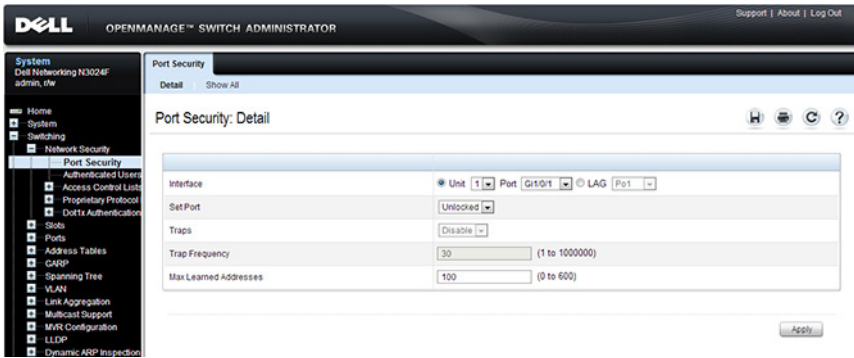 Support | About | Log Out
DELL OPENMANAGE™ SWITCH ADMINISTRATOR
System
Dell Networking N3024F
admin, r/w
Home
System
Switching
Network Security
Port Security
Authenticated Users
Access Control Lists
Proprietary Protocol
Dot1x Authentication
Slots
Ports
Address Tables
GARP
Spanning Tree
VLAN
Link Aggregation
Multicast Support
MVR Configuration
LLDP
Dynamic ARP Inspection
Port Security
Detail Show All
Port Security: Detail
Interface Unit 1 Port Gi1/0/1 LAG Po1
Set Port Unlocked
Traps Disable
Trap Frequency 30 (1 to 1000000)
Max Learned Addresses 100 (0 to 600)
Apply